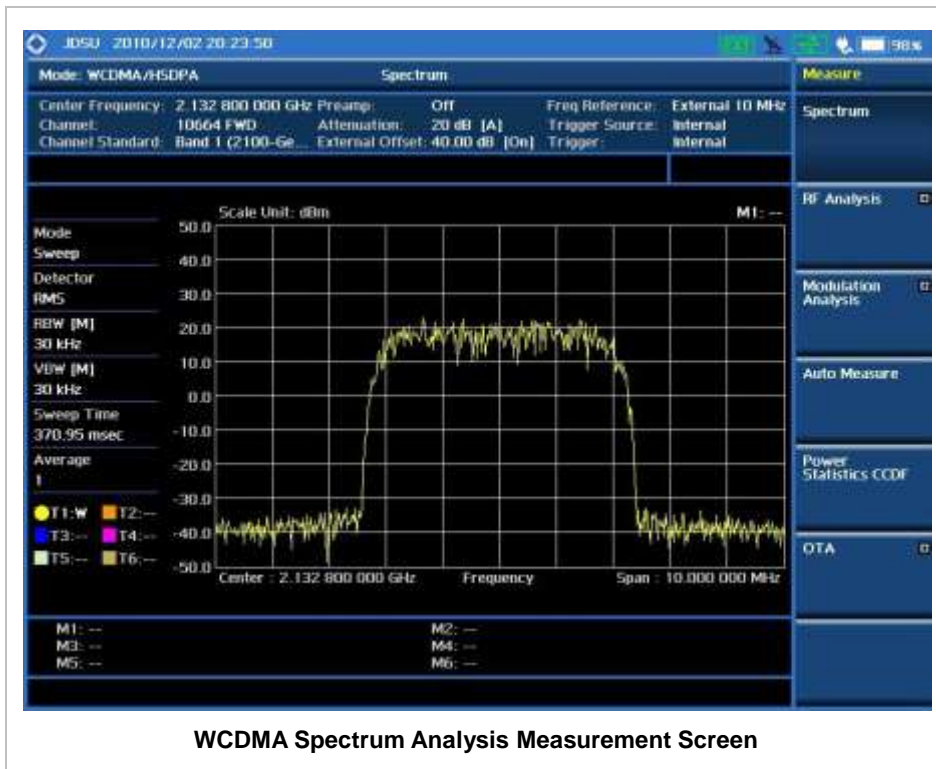 JDSU 2010/12/02 20:23:50 98%
Mode: WCDMA/HSDPA Spectrum Measure
Center Frequency: 2.132 800 000 GHz Preamp: Off Freq Reference: External 10 MHz
Channel: 10664 FWD Attenuation: 20 dB [A] Trigger Source: Internal
Channel Standard: Band 1 (2100-Ge... External Offset: 40.00 dB [On] Trigger: Internal
Spectrum
RF Analysis
Modulation
Analysis
Auto Measure
Power
Statistics CCDF
OTA
Scale Unit: dBm M1: --
Mode
Sweep
Detector
RMS
RBW [M]
30 kHz
VBW [M]
30 kHz
Sweep Time
370.95 msec
Average
1
T1:W T2:--
T3:-- T4:--
T5:-- T6:--
50.0
40.0
30.0
20.0
10.0
0.0
-10.0
-20.0
-30.0
-40.0
-50.0
Center : 2.132 800 000 GHz Frequency Span : 10.000 000 MHz
M1: -- M2: --
M3: -- M4: --
M5: -- M6: --
WCDMA Spectrum Analysis Measurement Screen